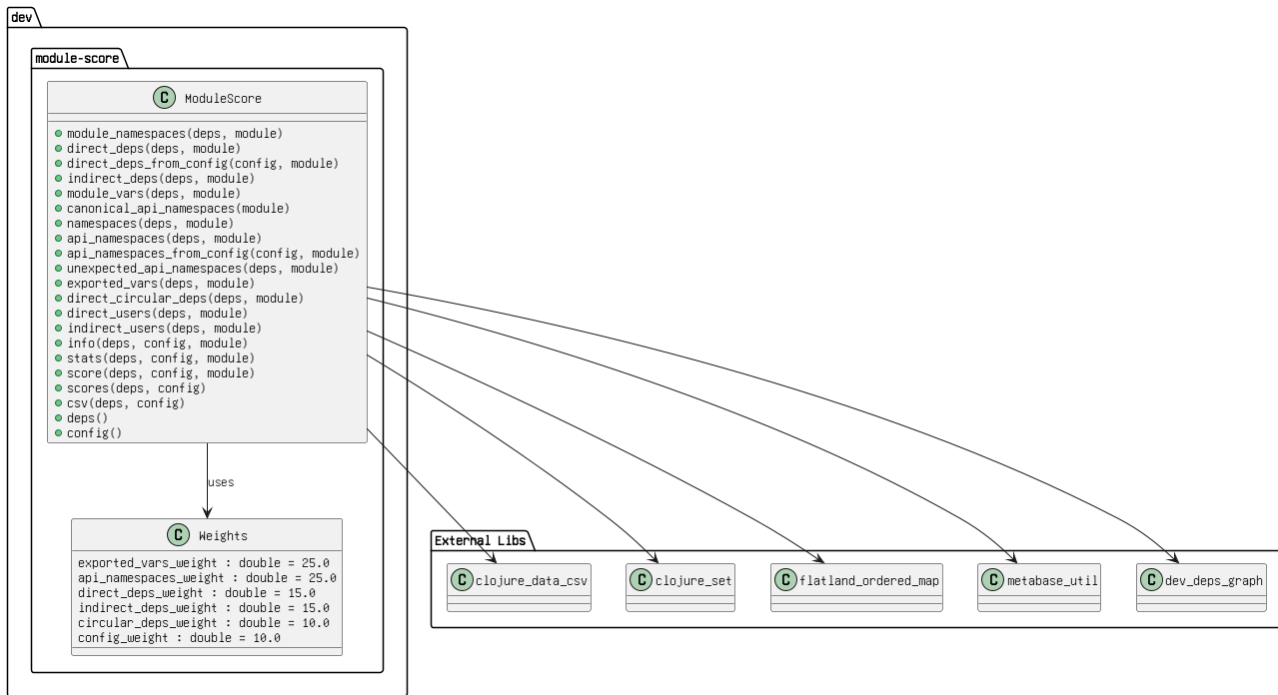 dev
module-score
C ModuleScore
module_namespaces(deps, module)
direct_deps(deps, module)
direct_deps_from_config(config, module)
indirect_deps(deps, module)
module_vars(deps, module)
canonical_api_namespaces(module)
namespaces(deps, module)
api_namespaces(deps, module)
api_namespaces_from_config(config, module)
unexpected_api_namespaces(deps, module)
exported_vars(deps, module)
direct_circular_deps(deps, module)
direct_users(deps, module)
indirect_users(deps, module)
info(deps, config, module)
stats(deps, config, module)
score(deps, config, module)
scores(deps, config)
csv(deps, config)
deps()
config()
uses
C Weights
exported_vars_weight : double = 25.0
api_namespaces_weight : double = 25.0
direct_deps_weight : double = 15.0
indirect_deps_weight : double = 15.0
circular_deps_weight : double = 10.0
config_weight : double = 10.0
External Libs
C clojure_data_csv
C clojure_set
C flatland_ordered_map
C metabase_util
C dev_deps_graph